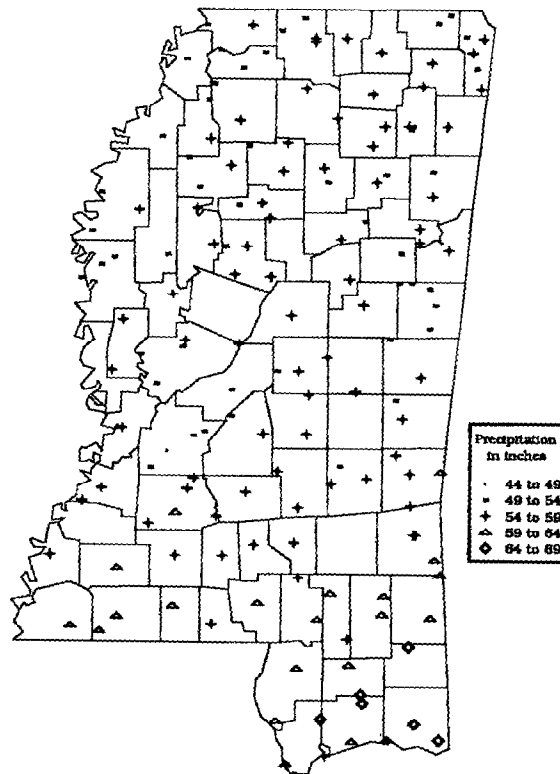 Precipitation
in inches
44 to 49
49 to 54
54 to 59
59 to 64
64 to 69